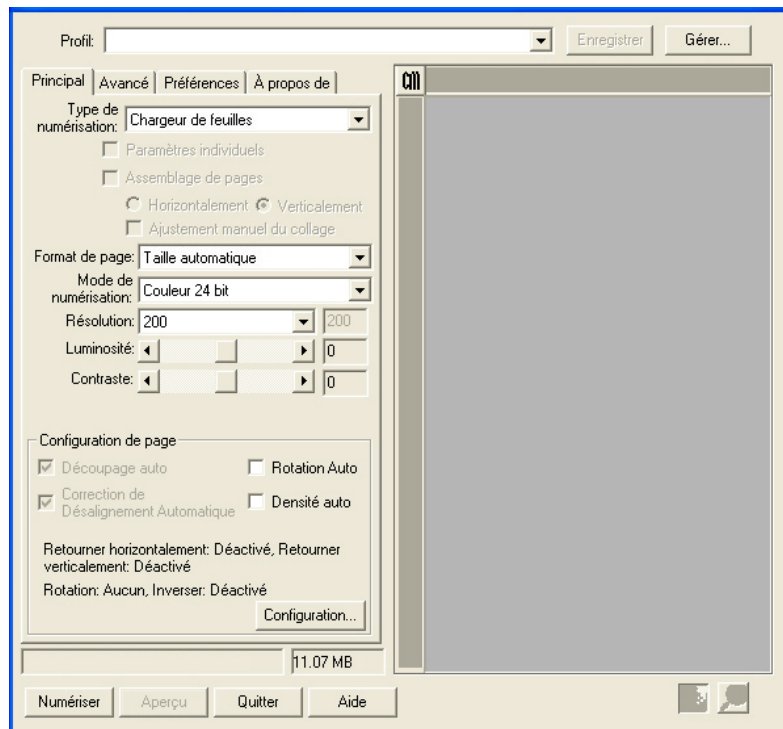 Profil:
Enregistrer
Gérer...
Principal
Avancé
Préférences
À propos de
cm
Type de
numérisation:
Chargeur de feuilles
Paramètres individuels
Assemblage de pages
Horizontalement
Verticalement
Ajustement manuel du collage
Format de page:
Taille automatique
Mode de
numérisation:
Couleur 24 bit
Résolution:
200
200
Luminosité:
0
Contraste:
0
Configuration de page
Découpage auto
Rotation Auto
Correction de
Désalignement Automatique
Densité auto
Retourner horizontalement: Déactivé, Retourner
verticalement: Déactivé
Rotation: Aucun, Inverser: Déactivé
Configuration...
11.07 MB
Numériser
Aperçu
Quitter
Aide